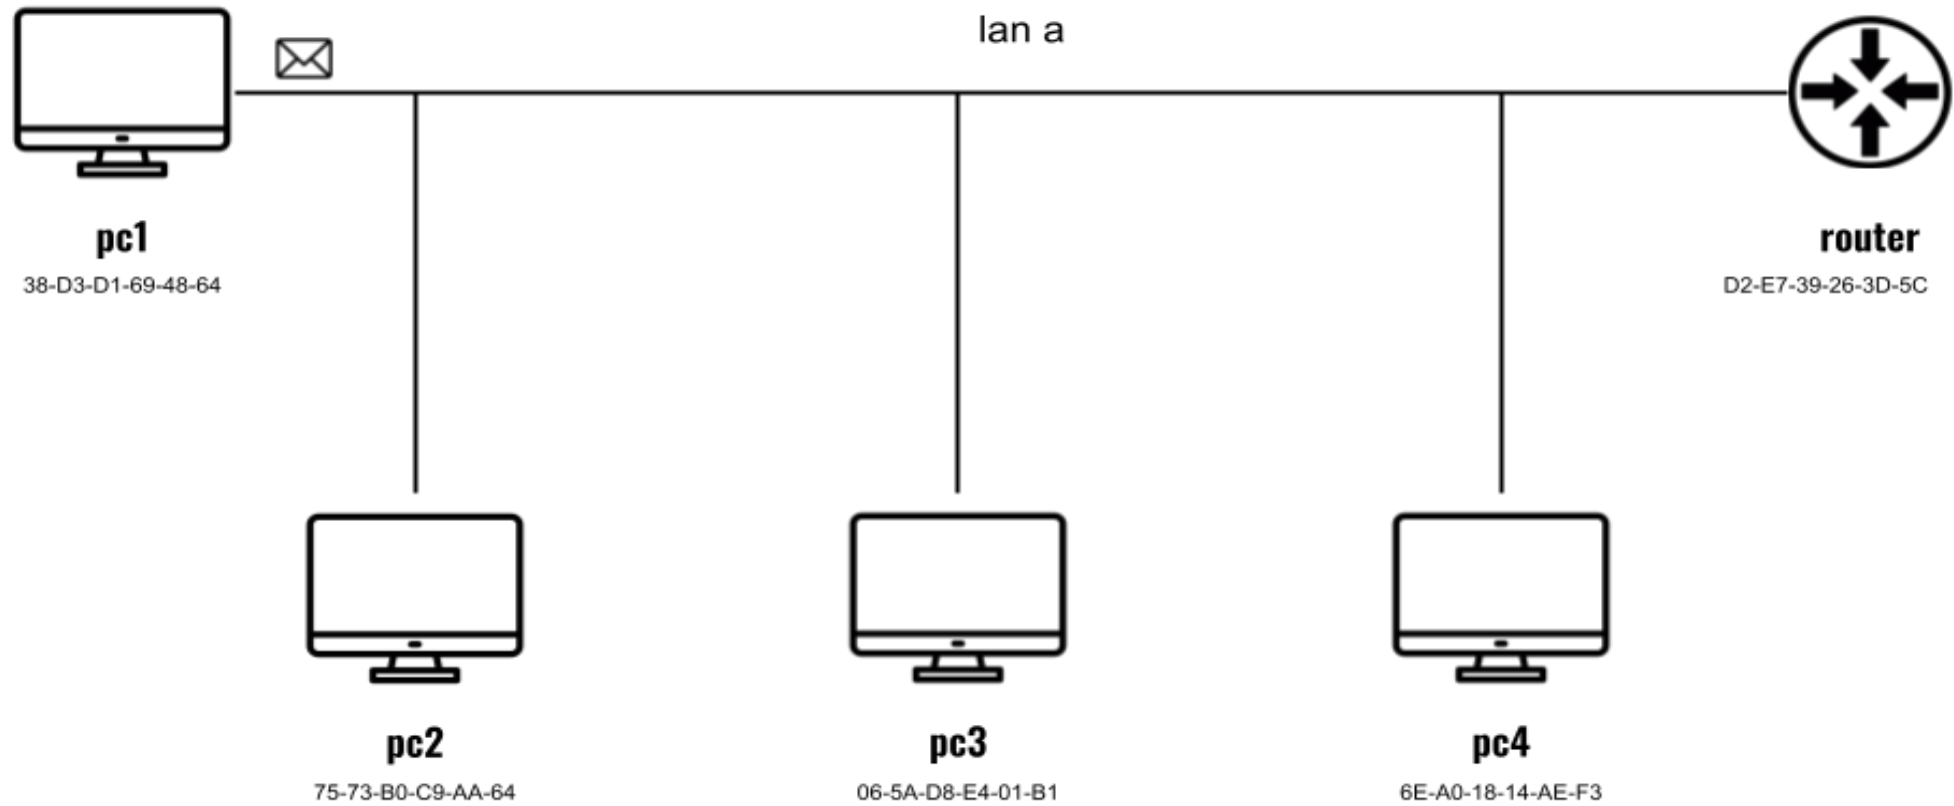 lan a
pc1
38-D3-D1-69-48-64
router
D2-E7-39-26-3D-5C
pc2
75-73-B0-C9-AA-64
pc3
06-5A-D8-E4-01-B1
pc4
6E-A0-18-14-AE-F3